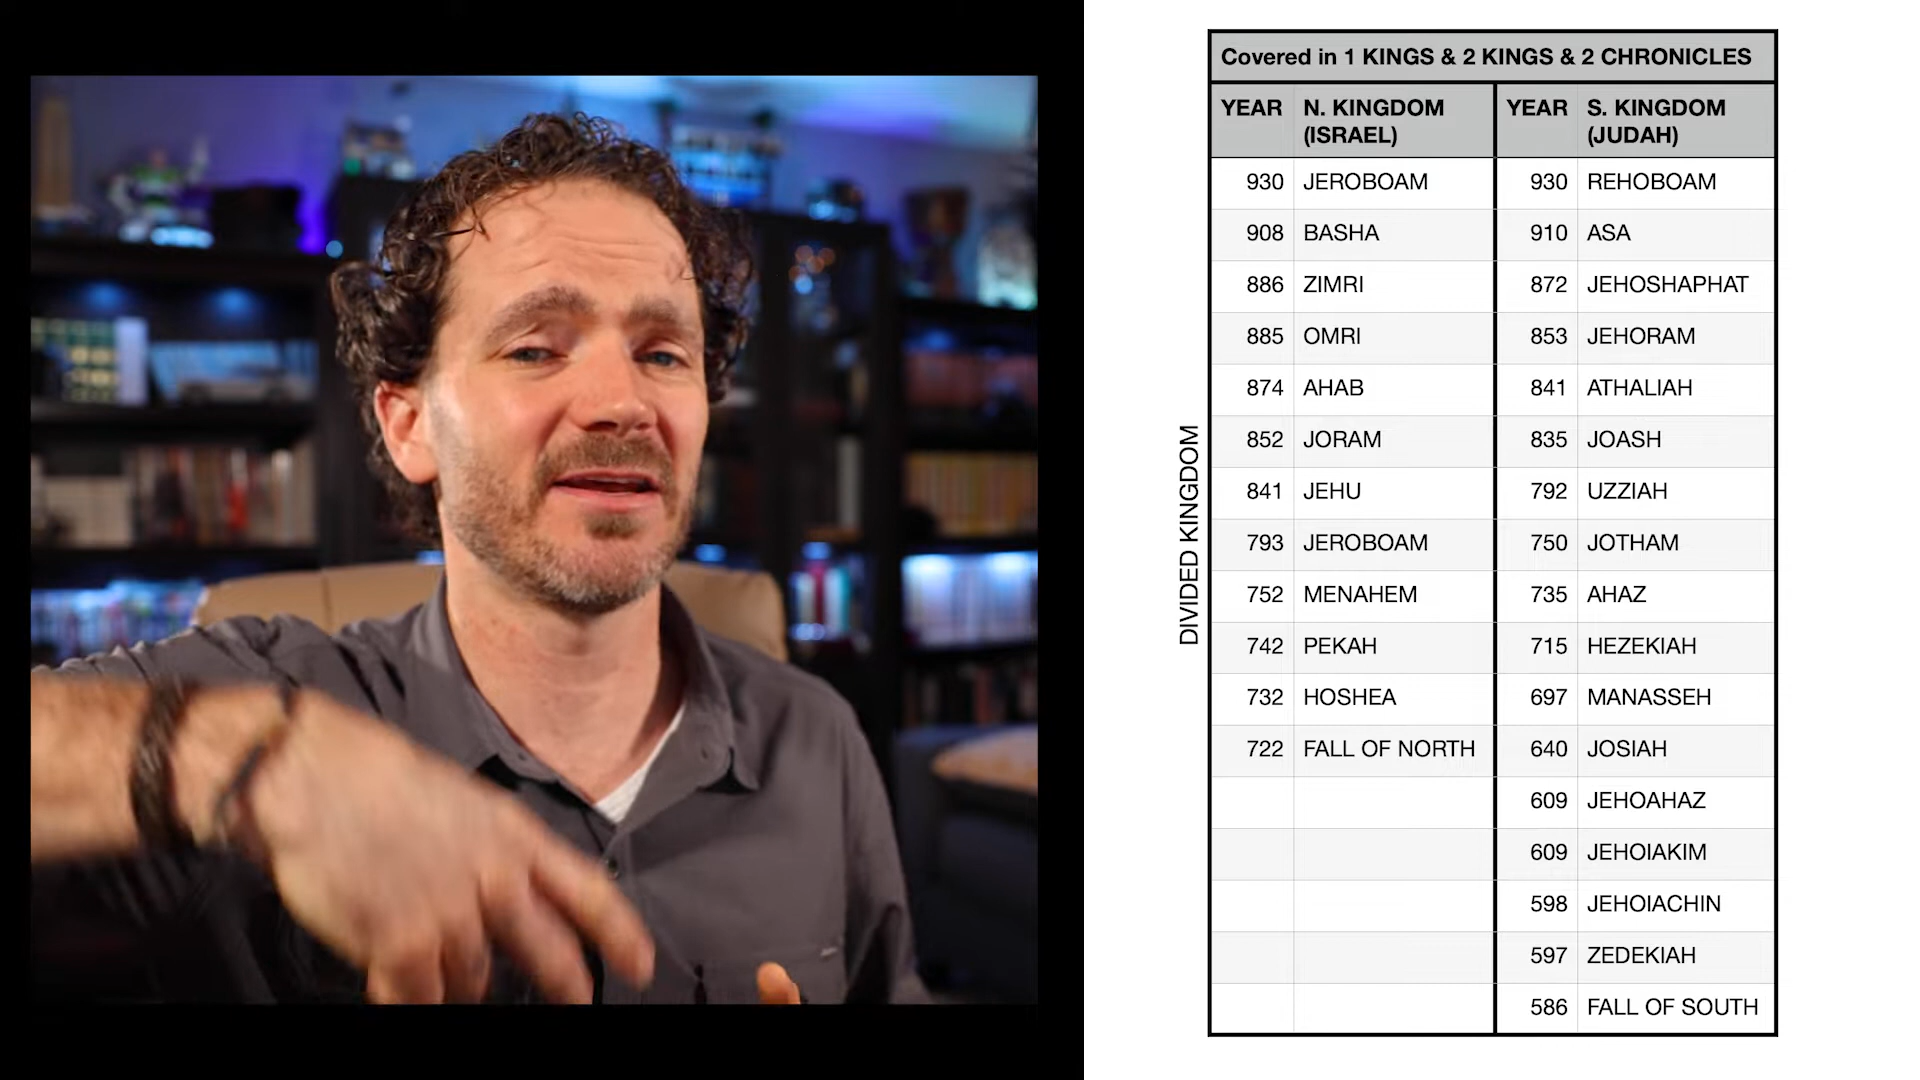 Covered in 1 KINGS & 2 KINGS & 2 CHRONICLES
YEAR N. KINGDOM (ISRAEL) YEAR S. KINGDOM (JUDAH)
930 JEROBOAM 930 REHOBOAM
908 BASHA 910 ASA
886 ZIMRI 872 JEHOSHAPHAT
885 OMRI 853 JEHORAM
874 AHAB 841 ATHALIAH
852 JORAM 835 JOASH
841 JEHU 792 UZZIAH
793 JEROBOAM 750 JOTHAM
752 MENAHEM 735 AHAZ
742 PEKAH 715 HEZEKIAH
732 HOSHEA 697 MANASSEH
722 FALL OF NORTH 640 JOSIAH
609 JEHOAHAZ
609 JEHOIAKIM
598 JEHOIACHIN
597 ZEDEKIAH
586 FALL OF SOUTH
DIVIDED KINGDOM